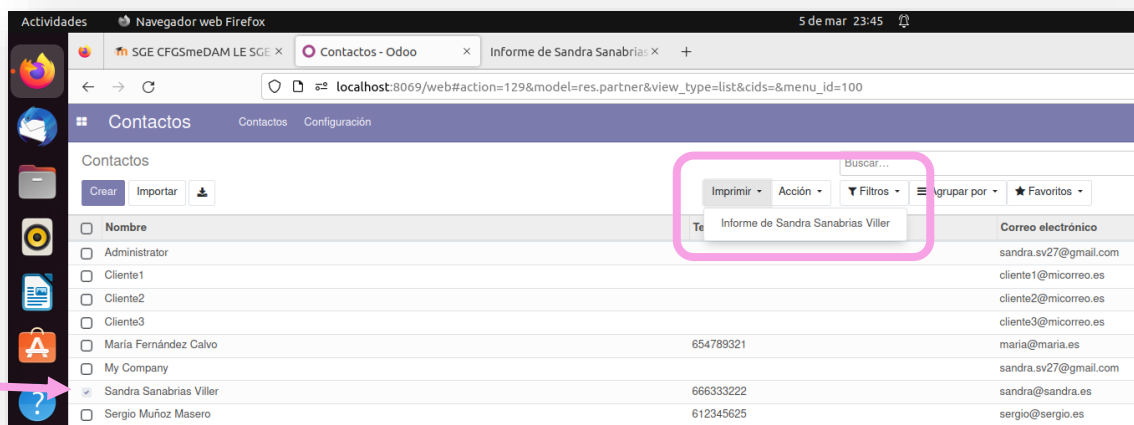 Actividades Navegador web Firefox 5 de mar 23:45
SGE CFGSmeDAM LE SGE × Contactos - Odoo × Informe de Sandra Sanabrias × +
localhost:8069/web#action=129&model=res.partner&view_type=list&cids=&menu_id=100
Contactos Contactos Configuración
Contactos Buscar...
Crear Importar Imprimir Acción Filtros Agrupar por Favoritos
Informe de Sandra Sanabrias Viller
Nombre Te Correo electrónico
Administrator sandra.sv27@gmail.com
Cliente1 cliente1@micorreo.es
Cliente2 cliente2@micorreo.es
Cliente3 cliente3@micorreo.es
María Fernández Calvo 654789321 maria@maria.es
My Company sandra.sv27@gmail.com
Sandra Sanabrias Viller 666333222 sandra@sandra.es
Sergio Muñoz Masero 612345625 sergio@sergio.es